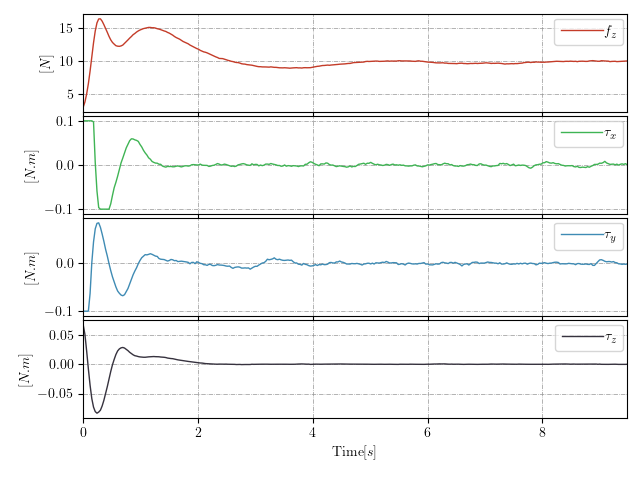 15
10
5
[N]
f_z
0.1
0.0
−0.1
[N.m]
τ_x
0.0
−0.1
[N.m]
τ_y
0.05
0.00
−0.05
[N.m]
τ_z
0 2 4 6 8
Time[s]